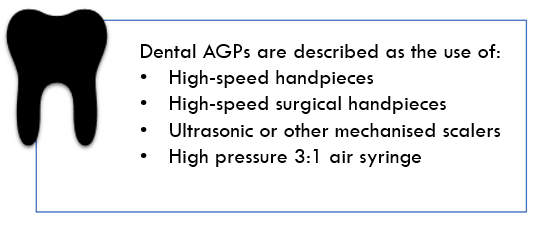 Dental AGPs are described as the use of:
• High-speed handpieces
• High-speed surgical handpieces
• Ultrasonic or other mechanised scalers
• High pressure 3:1 air syringe